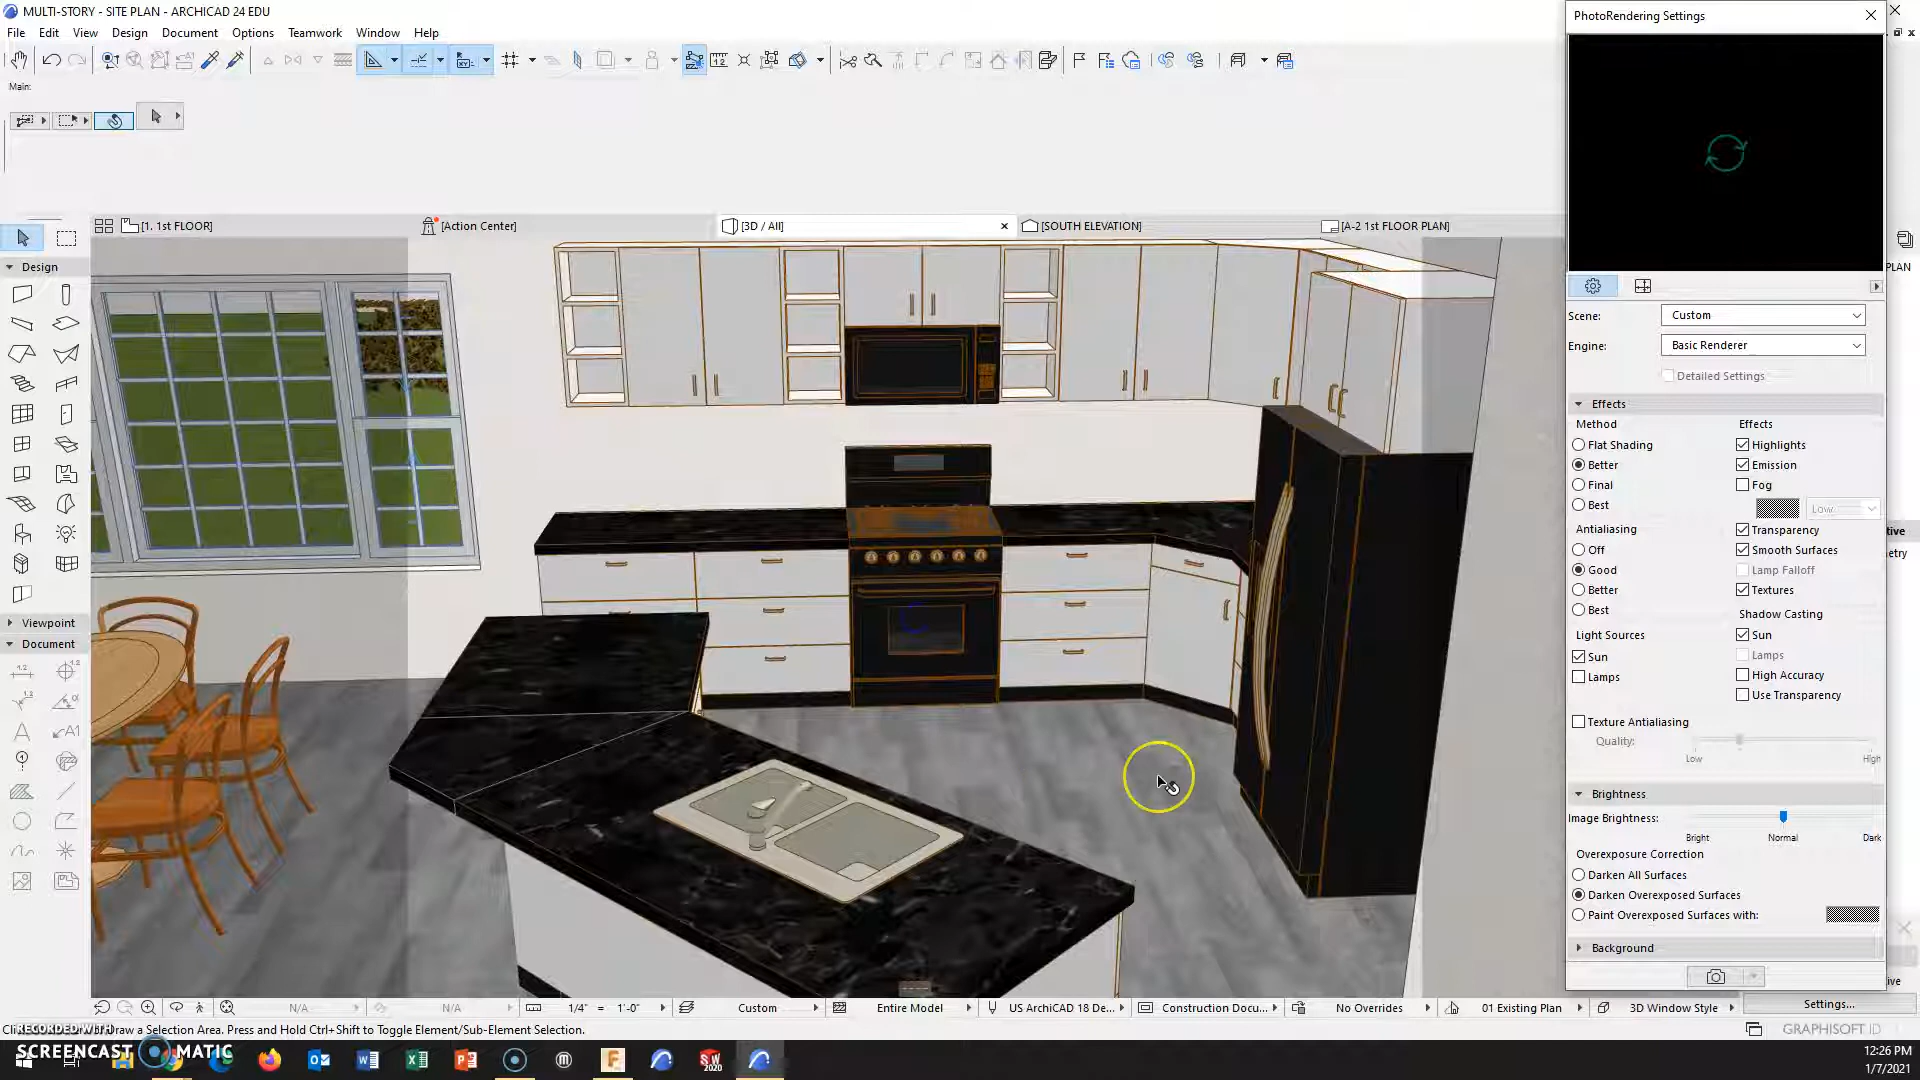 MULTI-STORY - SITE PLAN - ARCHICAD 24 EDU
File Edit View Design Document Options Teamwork Window Help
Main:
[1. 1st FLOOR]
[Action Center]
[3D / All]
[SOUTH ELEVATION]
[A-2 1st FLOOR PLAN]
Design
Viewpoint
Document
PhotoRendering Settings
Scene: Custom
Engine: Basic Renderer
Detailed Settings
Effects
Method
Flat Shading
Better
Final
Best
Antialiasing
Off
Good
Better
Best
Light Sources
Sun
Lamps
Effects
Highlights
Emission
Fog
Low
Transparency
Smooth Surfaces
Lamp Falloff
Textures
Shadow Casting
Sun
Lamps
High Accuracy
Use Transparency
Texture Antialiasing
Quality:
Low High
Brightness
Image Brightness:
Bright Normal Dark
Overexposure Correction
Darken All Surfaces
Darken Overexposed Surfaces
Paint Overexposed Surfaces with:
Background
PLAN
N/A N/A 1/4" = 1'-0" Custom Entire Model US ArchiCAD 18 De... Construction Docu... No Overrides 01 Existing Plan 3D Window Style Settings...
Draw a Selection Area. Press and Hold Ctrl+Shift to Toggle Element/Sub-Element Selection.
GRAPHISOFT ID
RECORDED WITH
SCREENCAST MATIC
12:26 PM
1/7/2021